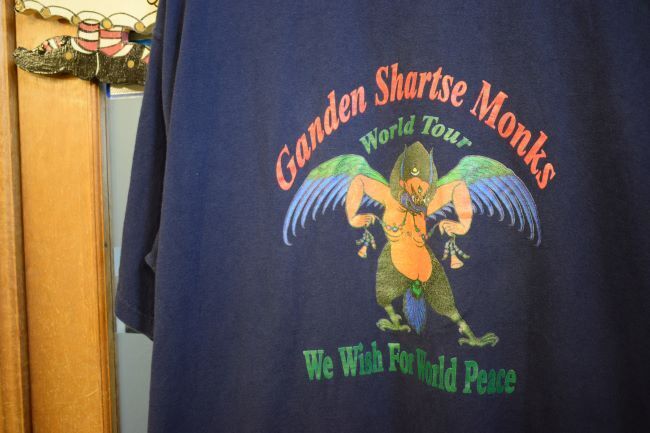 Ganden Shartse Monks
World Tour
We Wish For World Peace